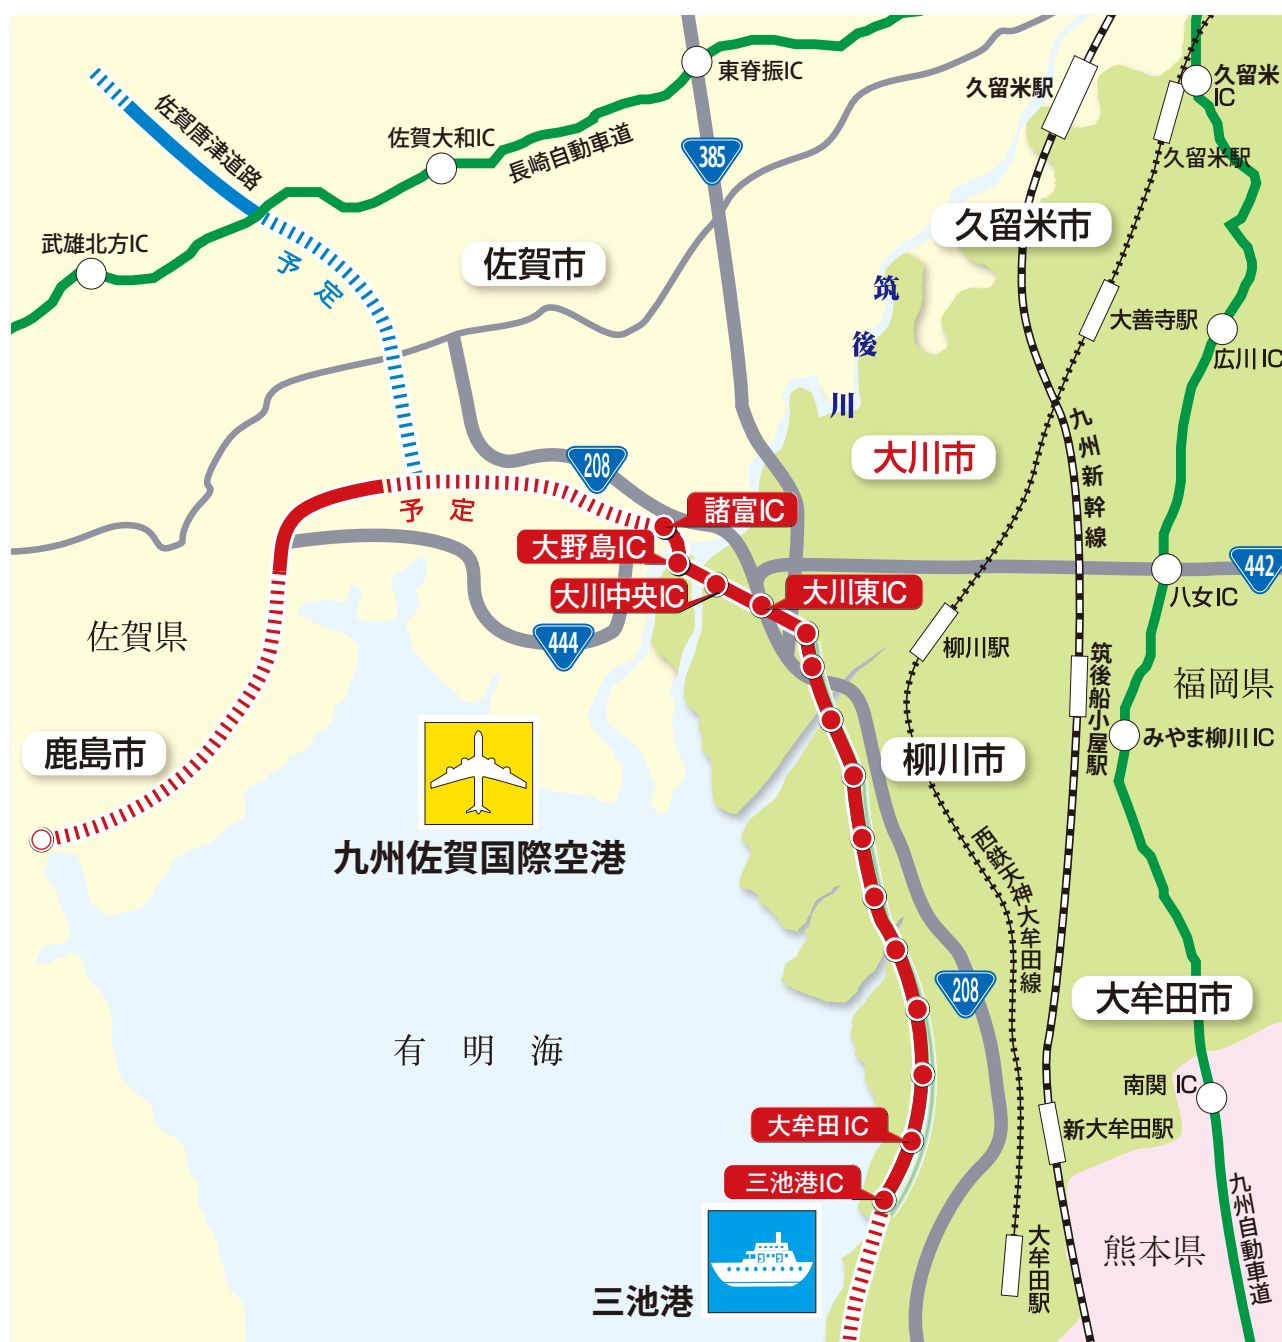 東脊振IC
久留米駅
久留米
IC
佐賀唐津道路
佐賀大和IC
長崎自動車道
385
久留米駅
武雄北方IC
予定
佐賀市
久留米市
筑後川
大善寺駅
広川IC
九州新幹線
大川市
208
予定
諸富IC
大野島IC
大川中央IC
大川東IC
442
八女IC
佐賀県
444
柳川駅
筑後船小屋駅
福岡県
鹿島市
柳川市
みやま柳川IC
九州佐賀国際空港
西鉄天神大牟田線
208
大牟田市
有明海
南関IC
大牟田IC
新大牟田駅
三池港IC
九州自動車道
熊本県
大牟田駅
三池港